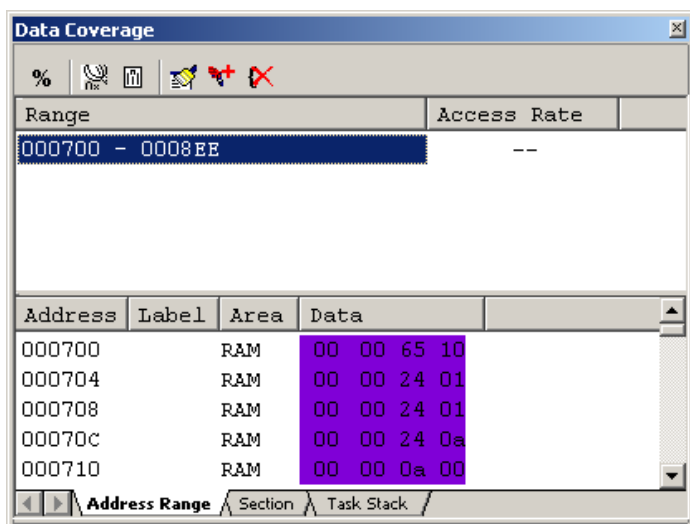 Data Coverage
%
Range Access Rate
000700 - 0008EE --
Address Label Area Data
000700 RAM 00 00 65 10
000704 RAM 00 00 24 01
000708 RAM 00 00 24 01
00070C RAM 00 00 24 0a
000710 RAM 00 00 0a 00
Address Range Section Task Stack